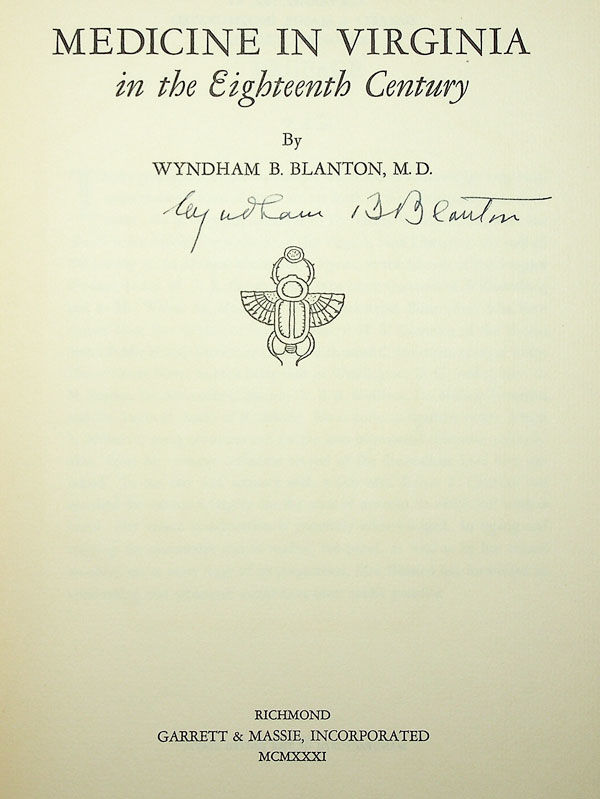 MEDICINE IN VIRGINIA
in the Eighteenth Century
By
WYNDHAM B. BLANTON, M. D.
Wyndham B. Blanton
RICHMOND
GARRETT & MASSIE, INCORPORATED
MCMXXXI